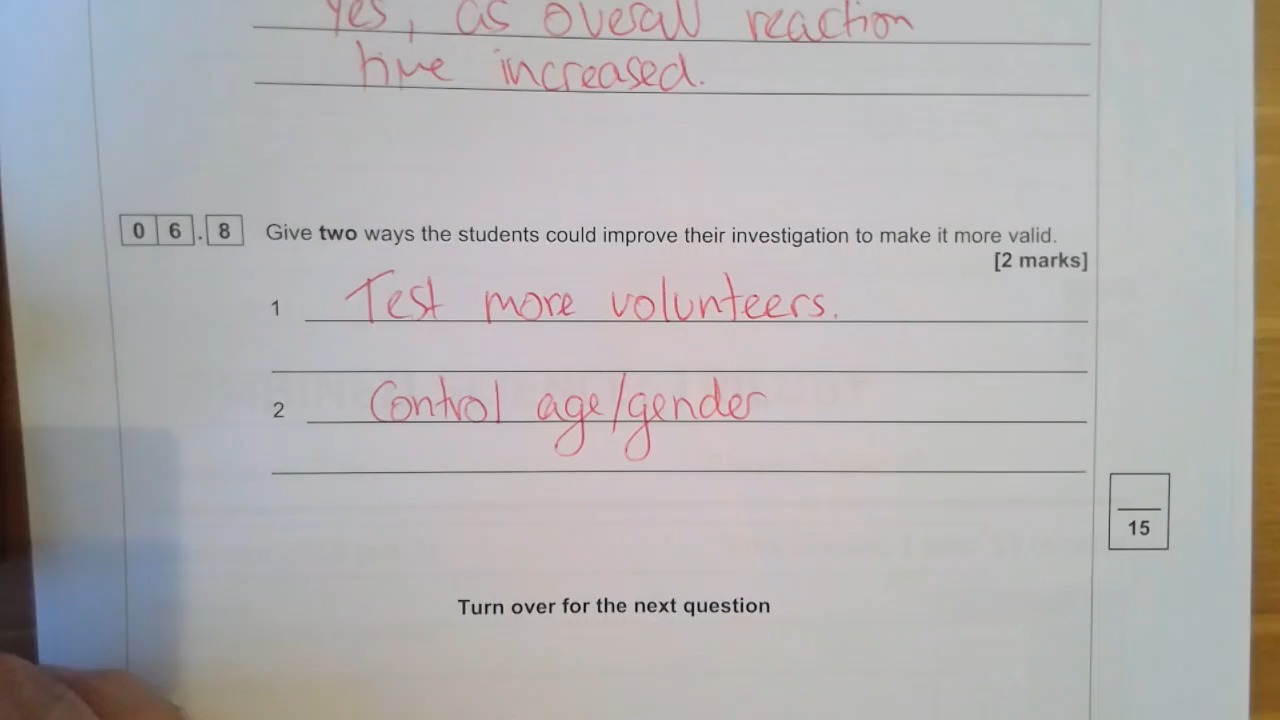 Yes, as overall reaction
time increased.
0 6 . 8 Give two ways the students could improve their investigation to make it more valid.
[2 marks]
1 Test more volunteers.
2 Control age/gender
15
Turn over for the next question